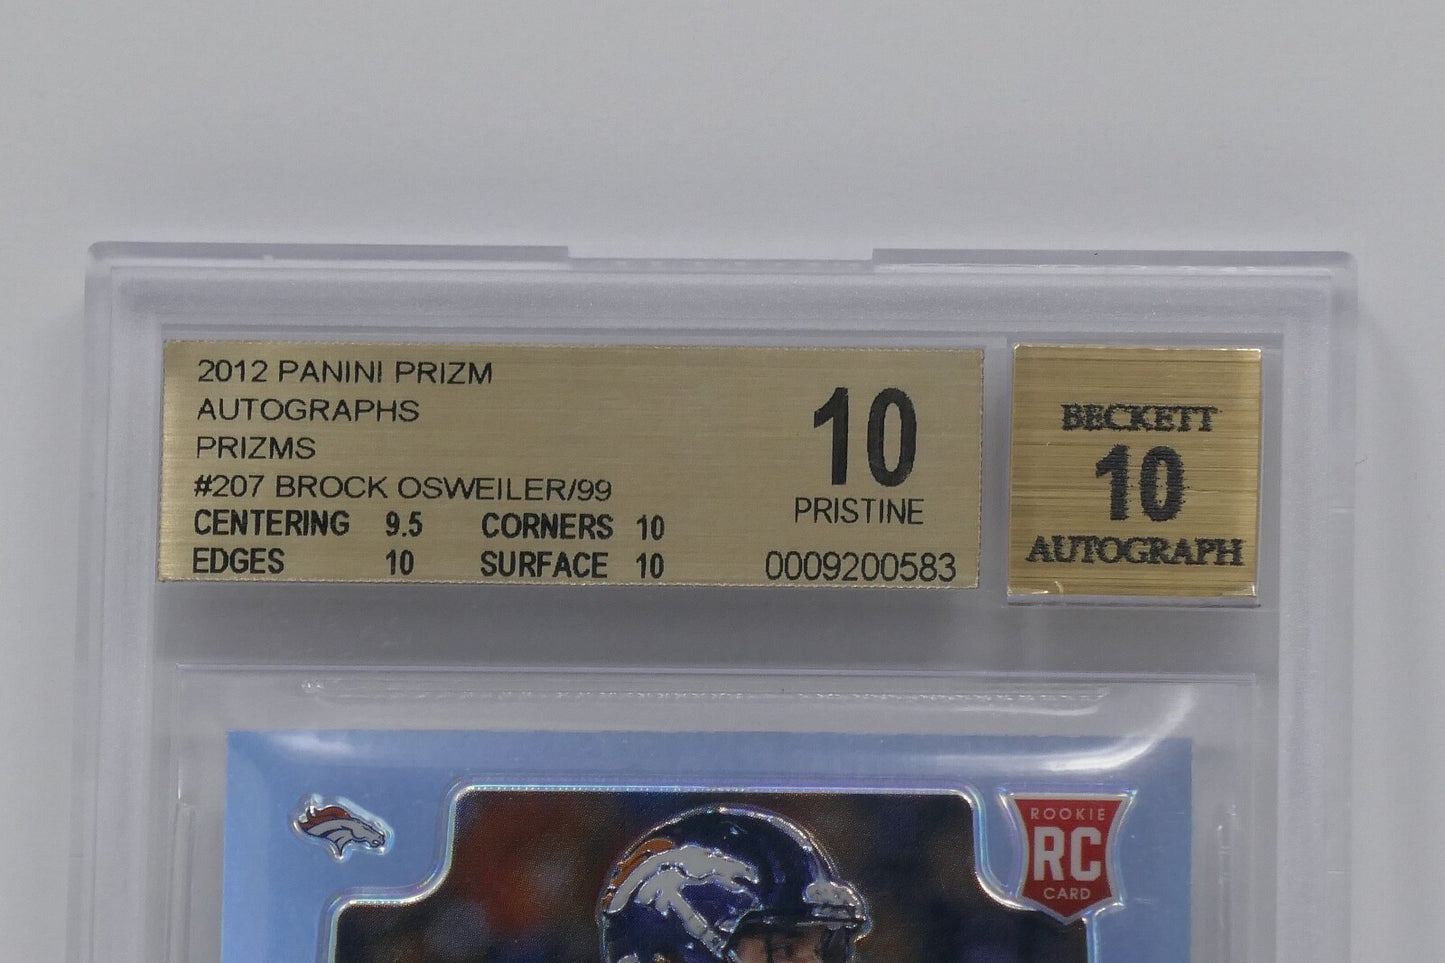 2012 PANINI PRIZM
AUTOGRAPHS
PRIZMS
#207 BROCK OSWEILER/99
CENTERING 9.5 CORNERS 10
EDGES 10 SURFACE 10
10
PRISTINE
0009200583
BECKETT
10
AUTOGRAPH
ROOKIE
RC
CARD